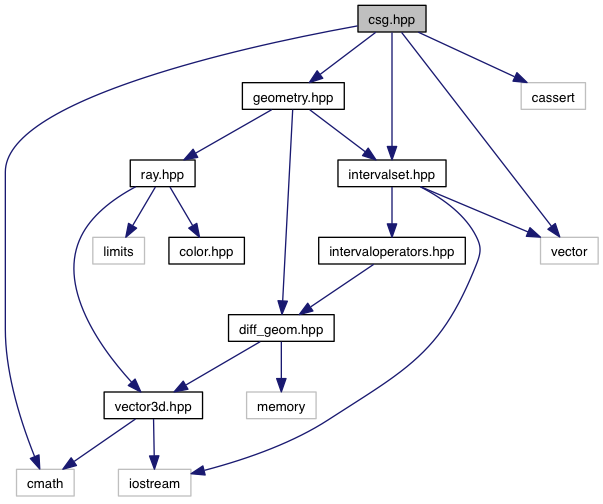 csg.hpp
geometry.hpp
cassert
ray.hpp
intervalset.hpp
limits
color.hpp
intervaloperators.hpp
vector
diff_geom.hpp
vector3d.hpp
memory
cmath
iostream